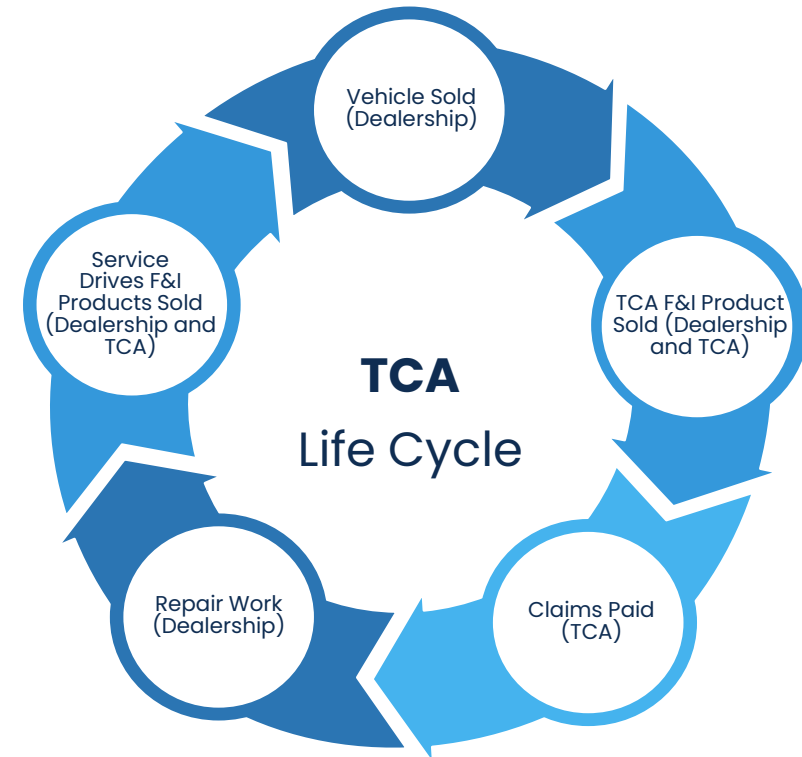 Vehicle Sold
(Dealership)
TCA F&I Product
Sold (Dealership
and TCA)
Claims Paid
(TCA)
Repair Work
(Dealership)
Service
Drives F&I
Products Sold
(Dealership and
TCA)
TCA
Life Cycle